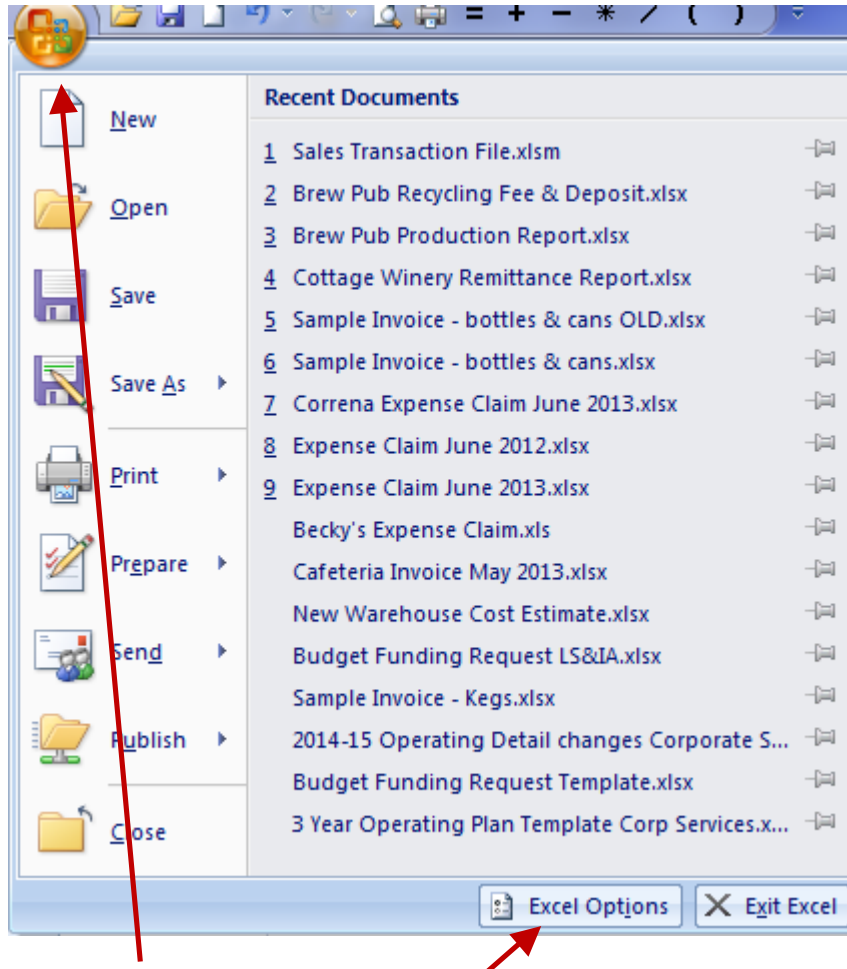 = + - * / ( )
New
Open
Save
Save As
Print
Prepare
Send
Publish
Close
Recent Documents
1 Sales Transaction File.xlsm
2 Brew Pub Recycling Fee & Deposit.xlsx
3 Brew Pub Production Report.xlsx
4 Cottage Winery Remittance Report.xlsx
5 Sample Invoice - bottles & cans OLD.xlsx
6 Sample Invoice - bottles & cans.xlsx
7 Correna Expense Claim June 2013.xlsx
8 Expense Claim June 2012.xlsx
9 Expense Claim June 2013.xlsx
Becky's Expense Claim.xls
Cafeteria Invoice May 2013.xlsx
New Warehouse Cost Estimate.xlsx
Budget Funding Request LS&IA.xlsx
Sample Invoice - Kegs.xlsx
2014-15 Operating Detail changes Corporate S...
Budget Funding Request Template.xlsx
3 Year Operating Plan Template Corp Services.x...
Excel Options
Exit Excel